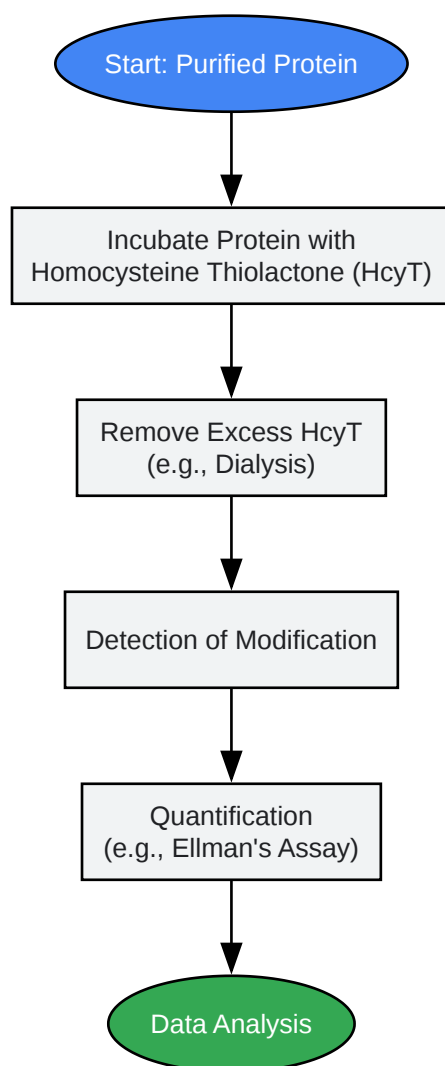 Start: Purified Protein
Incubate Protein with
Homocysteine Thiolactone (HcyT)
Remove Excess HcyT
(e.g., Dialysis)
Detection of Modification
Quantification
(e.g., Ellman's Assay)
Data Analysis